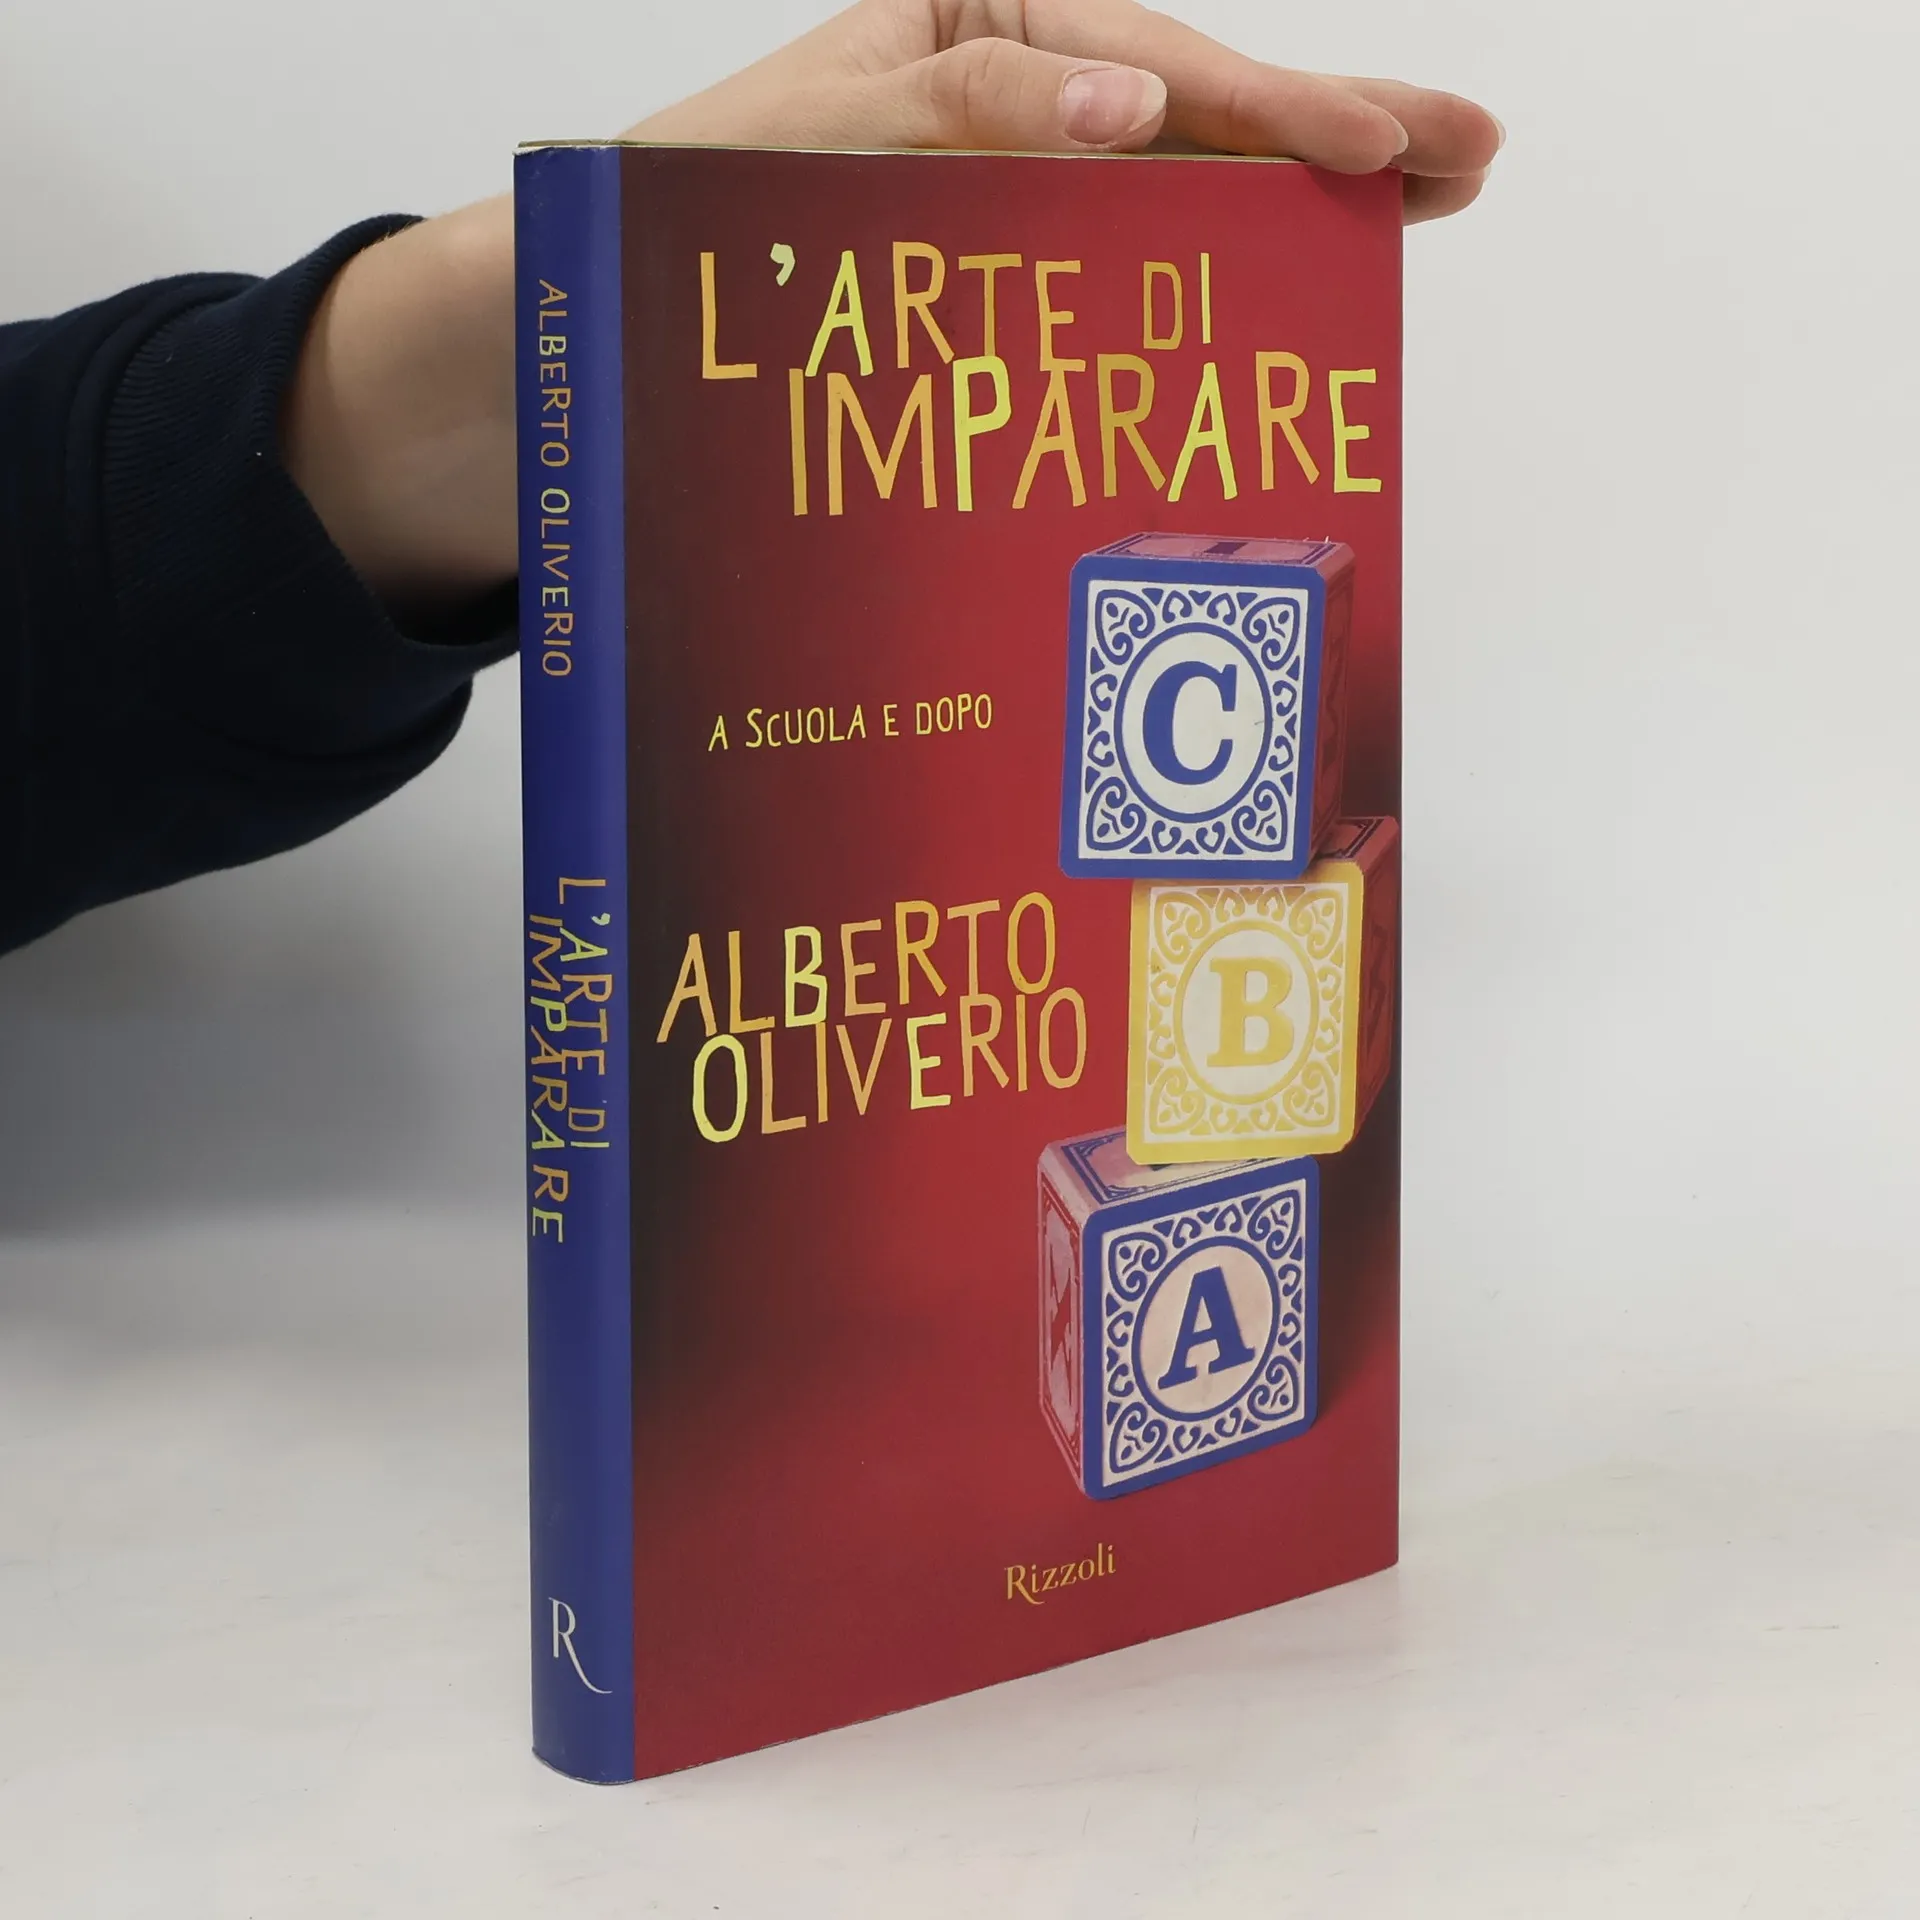 ALBERTO OLIVERIO
L'ARTE DI
IMPARARE
R
L'ARTE DI
IMPARARE
A SCUOLA E DOPO
C
ALBERTO
OLIVERIO
B
A
Rizzoli